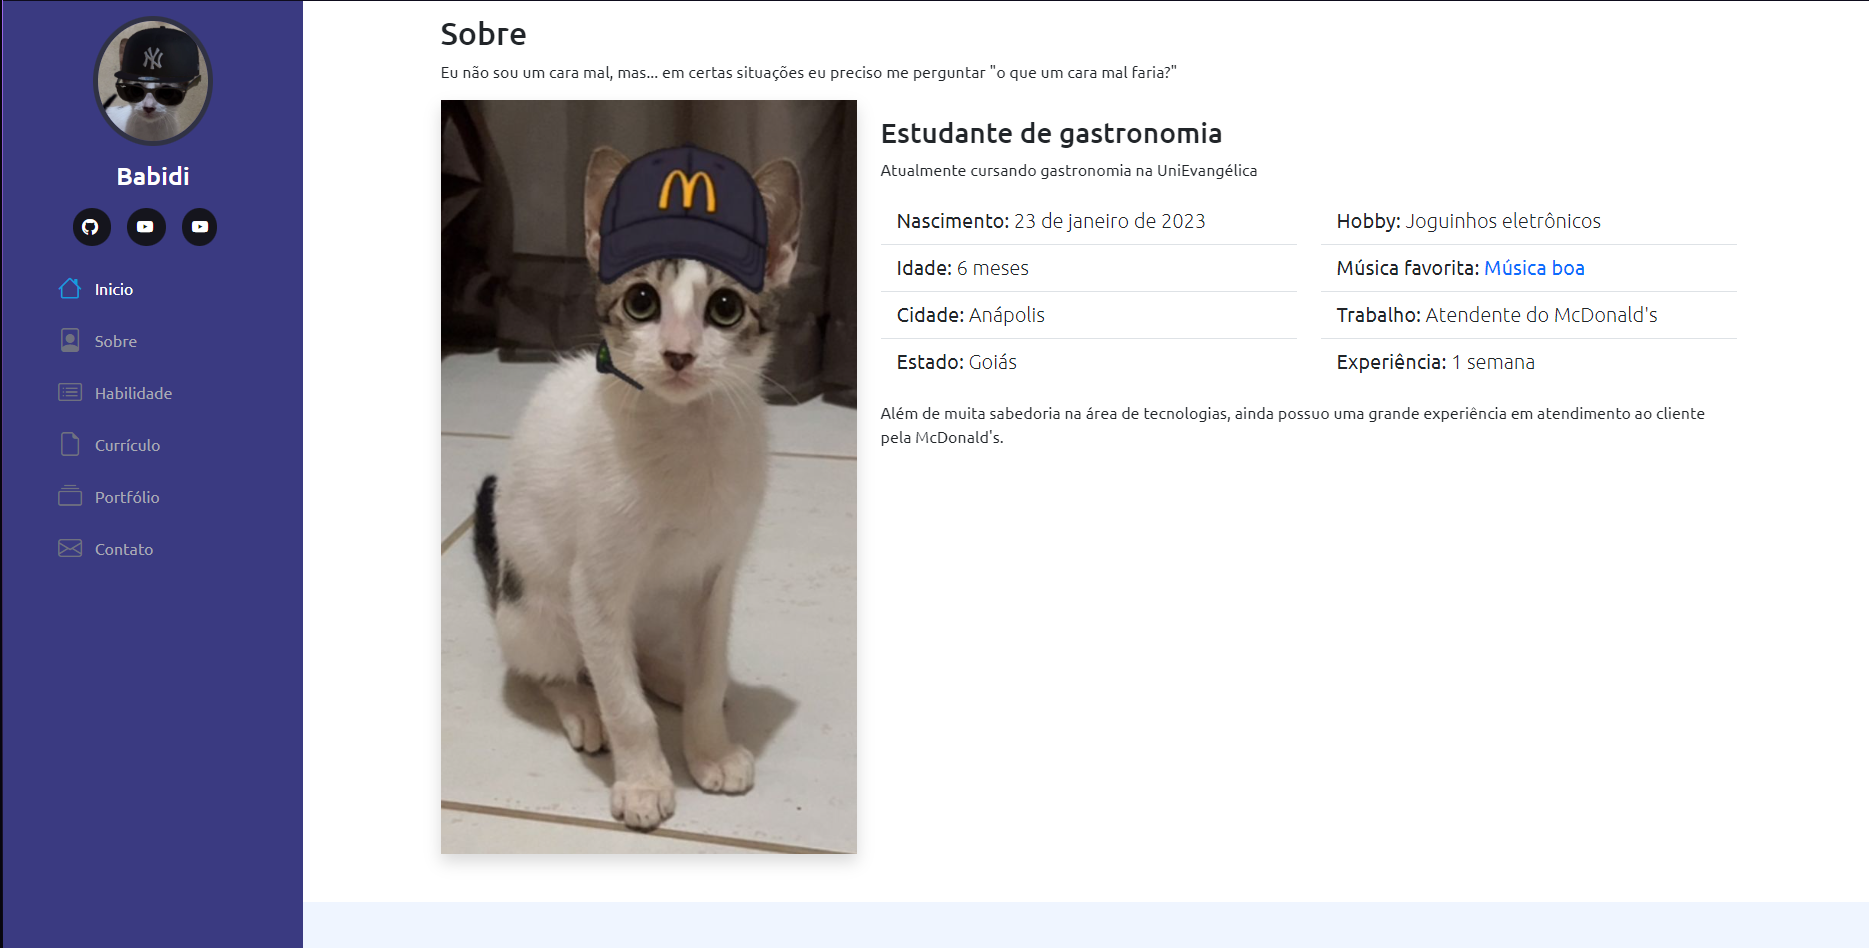 NY
Babidi
Inicio
Sobre
Habilidade
Currículo
Portfólio
Contato
Sobre
Eu não sou um cara mal, mas... em certas situações eu preciso me perguntar "o que um cara mal faria?"
Estudante de gastronomia
Atualmente cursando gastronomia na UniEvangélica
Nascimento: 23 de janeiro de 2023
Idade: 6 meses
Cidade: Anápolis
Estado: Goiás
Hobby: Joguinhos eletrônicos
Música favorita: Música boa
Trabalho: Atendente do McDonald's
Experiência: 1 semana
Além de muita sabedoria na área de tecnologias, ainda possuo uma grande experiência em atendimento ao cliente
pela McDonald's.